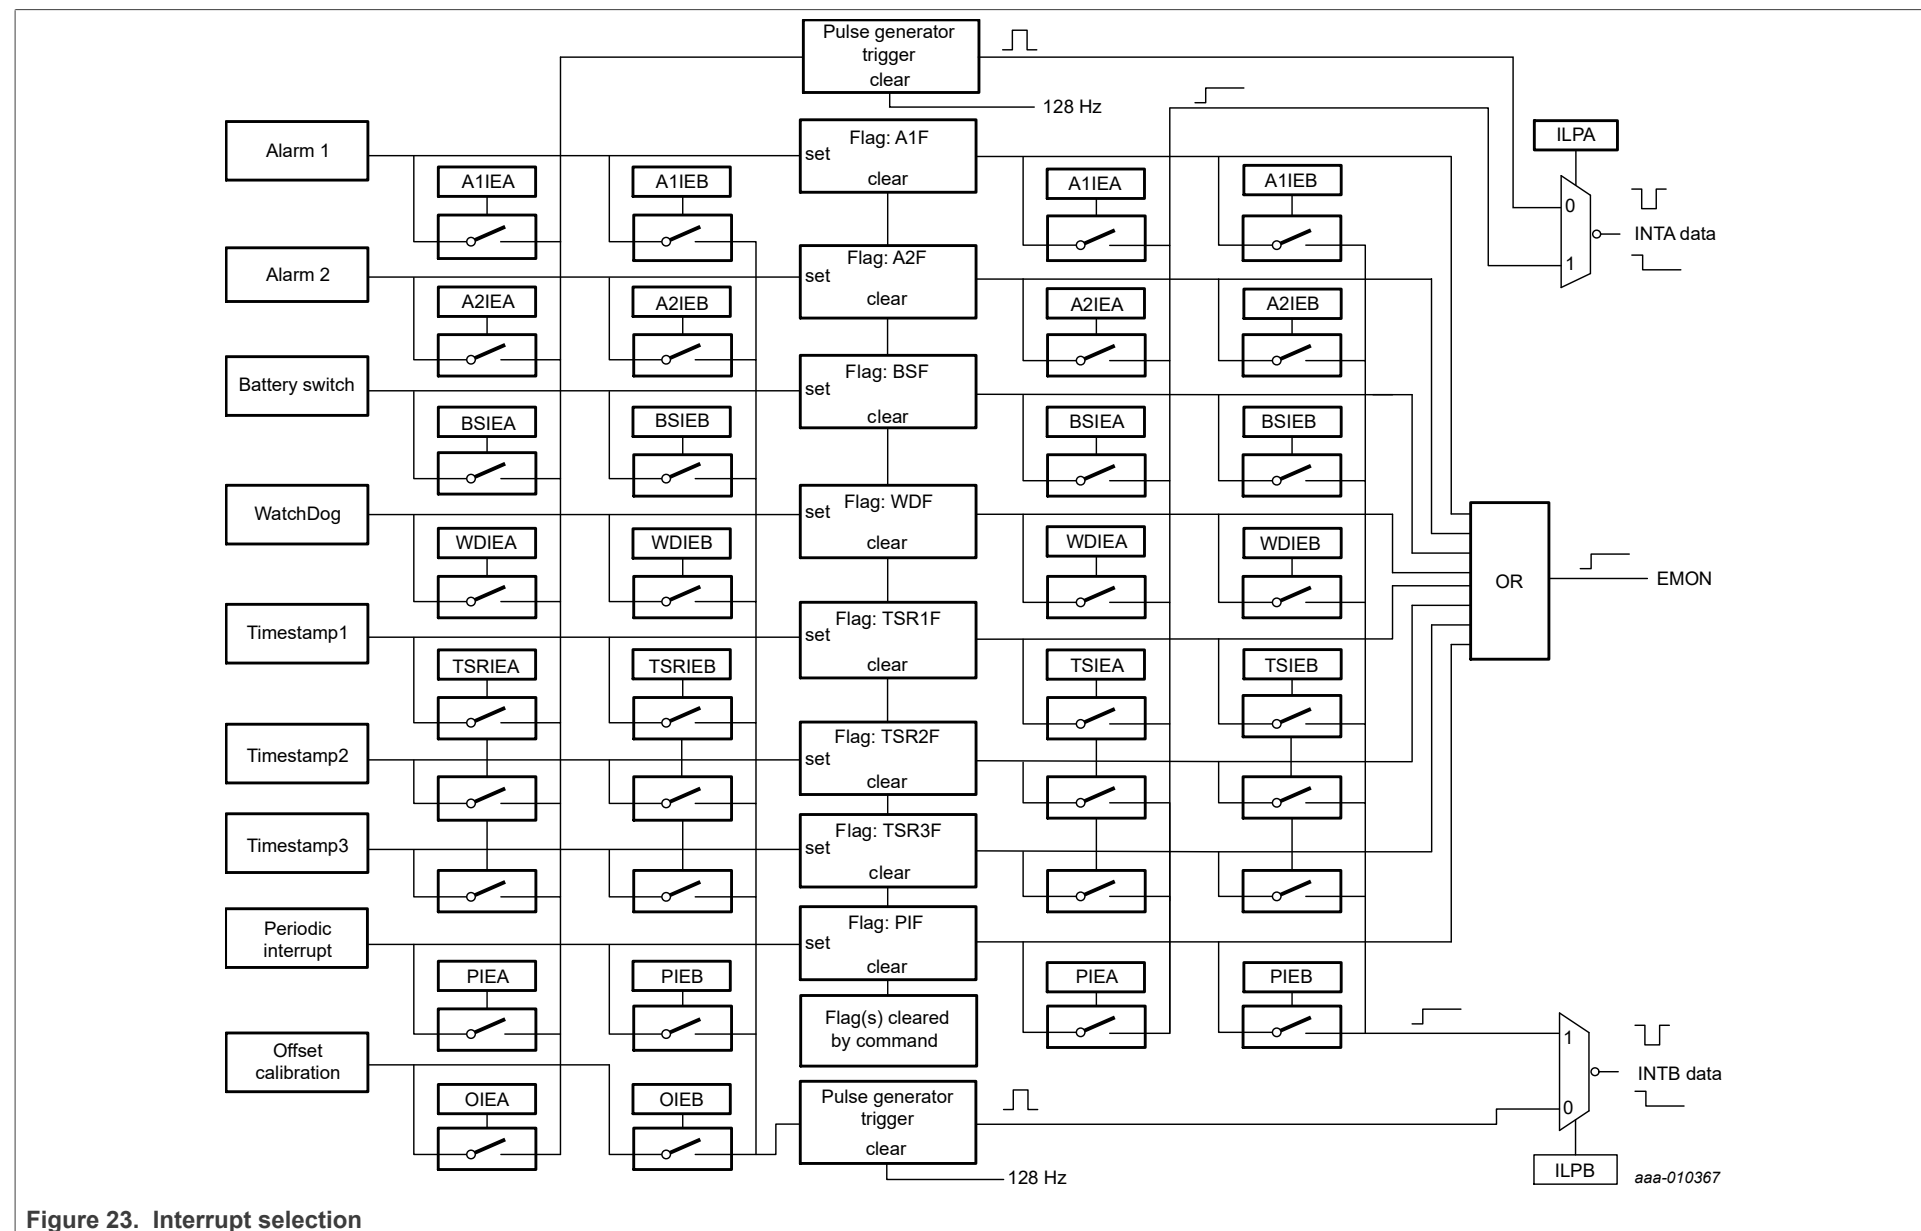 Pulse generator
trigger
clear
128 Hz
ILPA
Alarm 1
set
Flag: A1F
clear
A1IEA
A1IEB
A1IEA
A1IEB
0
INTA data
1
Alarm 2
set
Flag: A2F
clear
A2IEA
A2IEB
A2IEA
A2IEB
Battery switch
set
Flag: BSF
clear
BSIEA
BSIEB
BSIEA
BSIEB
WatchDog
set
Flag: WDF
clear
WDIEA
WDIEB
WDIEA
WDIEB
OR
EMON
Timestamp1
set
Flag: TSR1F
clear
TSRIEA
TSRIEB
TSIEA
TSIEB
Timestamp2
set
Flag: TSR2F
clear
Timestamp3
set
Flag: TSR3F
clear
Periodic
interrupt
set
Flag: PIF
clear
PIEA
PIEB
PIEA
PIEB
Flag(s) cleared
by command
Offset
calibration
OIEA
OIEB
Pulse generator
trigger
clear
128 Hz
1
INTB data
0
ILPB
aaa-010367
Figure 23. Interrupt selection